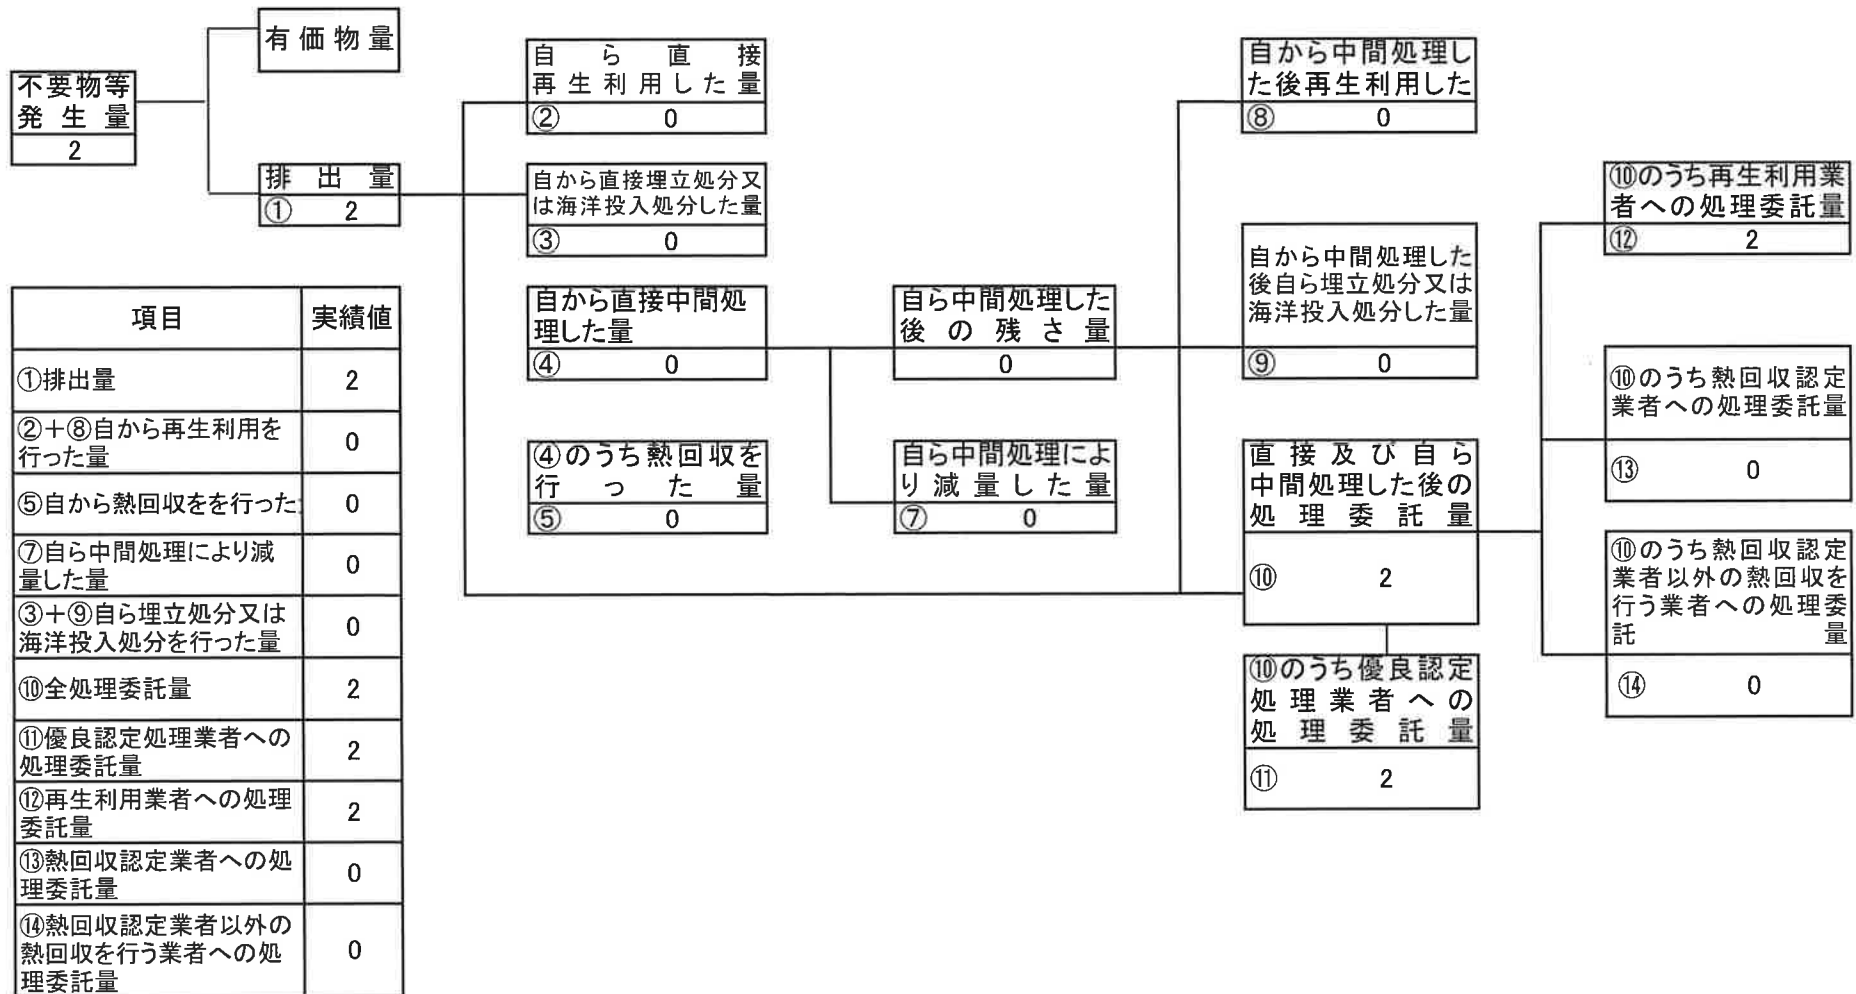 有価物量
不要物等
発生量
2
排出量
① 2
自ら直接
再生利用した量
② 0
自から直接埋立処分又
は海洋投入処分した量
③ 0
自から直接中間処
理した量
④ 0
④のうち熱回収を
行った量
⑤ 0
自ら中間処理した
後の残さ量
0
自ら中間処理によ
り減量した量
⑦ 0
自から中間処理し
た後再生利用した
⑧ 0
自から中間処理した
後自ら埋立処分又は
海洋投入処分した量
⑨ 0
直接及び自ら
中間処理した後の
処理委託量
⑩ 2
⑩のうち優良認定
処理業者への
処理委託量
⑪ 2
⑩のうち再生利用業
者への処理委託量
⑫ 2
⑩のうち熱回収認定
業者への処理委託量
⑬ 0
⑩のうち熱回収認定
業者以外の熱回収を
行う業者への処理委
託量
⑭ 0
項目 実績値
①排出量 2
②＋⑧自から再生利用を
行った量 0
⑤自から熱回収をを行った 0
⑦自ら中間処理により減
量した量 0
③＋⑨自ら埋立処分又は
海洋投入処分を行った量 0
⑩全処理委託量 2
⑪優良認定処理業者への
処理委託量 2
⑫再生利用業者への処理
委託量 2
⑬熱回収認定業者への処
理委託量 0
⑭熱回収認定業者以外の
熱回収を行う業者への処
理委託量 0